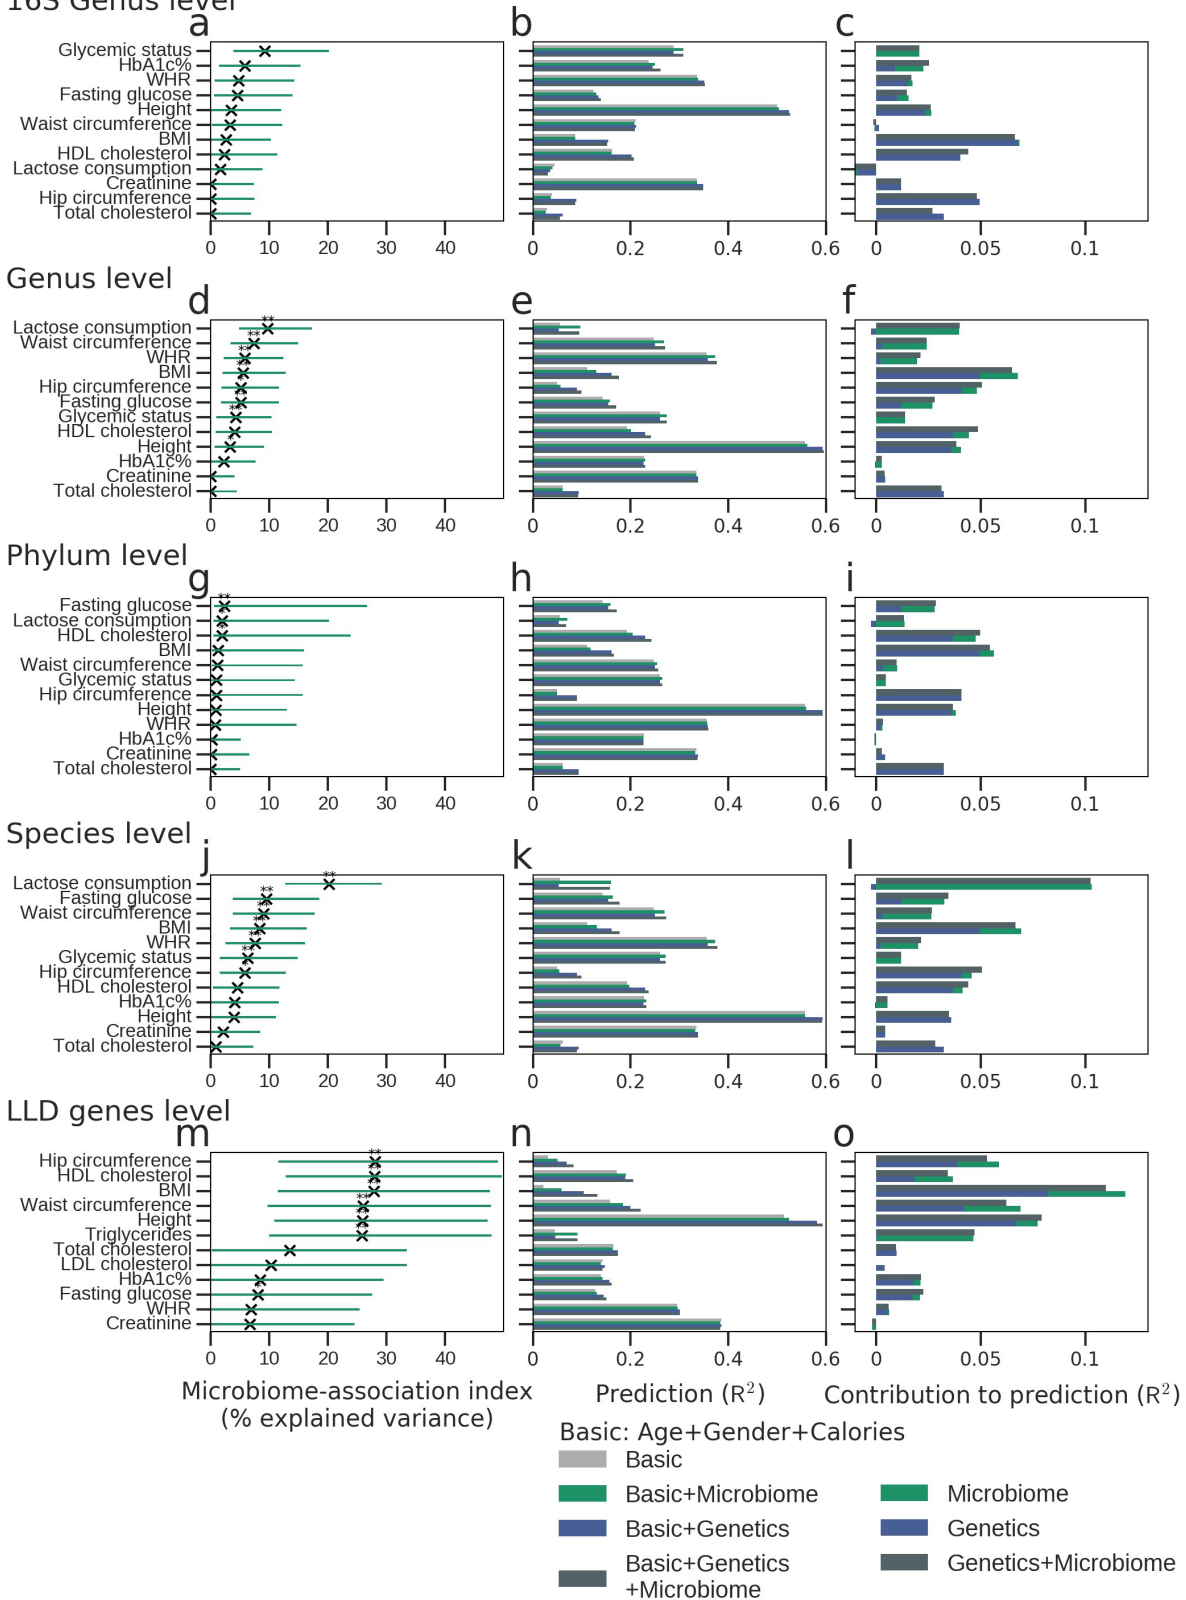 16S Genus level
a b c
Glycemic status
HbA1c%
WHR
Fasting glucose
Height
Waist circumference
BMI
HDL cholesterol
Lactose consumption
Creatinine
Hip circumference
Total cholesterol
0 10 20 30 40 0 0.2 0.4 0.6 0 0.05 0.1
Genus level
d e f
Lactose consumption **
Waist circumference **
WHR **
BMI **
Hip circumference
Fasting glucose
Glycemic status **
HDL cholesterol
Height *
HbA1c%
Creatinine
Total cholesterol
0 10 20 30 40 0 0.2 0.4 0.6 0 0.05 0.1
Phylum level
g h i
Fasting glucose **
Lactose consumption
HDL cholesterol
BMI
Waist circumference
Glycemic status
Hip circumference
Height
WHR
HbA1c%
Creatinine
Total cholesterol
0 10 20 30 40 0 0.2 0.4 0.6 0 0.05 0.1
Species level
j k l
Lactose consumption **
Fasting glucose **
Waist circumference **
BMI **
WHR **
Glycemic status **
Hip circumference
HDL cholesterol
HbA1c%
Height
Creatinine
Total cholesterol
0 10 20 30 40 0 0.2 0.4 0.6 0 0.05 0.1
LLD genes level
m n o
Hip circumference **
HDL cholesterol **
BMI **
Waist circumference **
Height **
Triglycerides **
Total cholesterol
LDL cholesterol
HbA1c%
Fasting glucose
WHR
Creatinine
0 10 20 30 40 0 0.2 0.4 0.6 0 0.05 0.1
Microbiome-association index
(% explained variance)
Prediction (R²)
Contribution to prediction (R²)
Basic: Age+Gender+Calories
Basic
Basic+Microbiome
Basic+Genetics
Basic+Genetics
+Microbiome
Microbiome
Genetics
Genetics+Microbiome